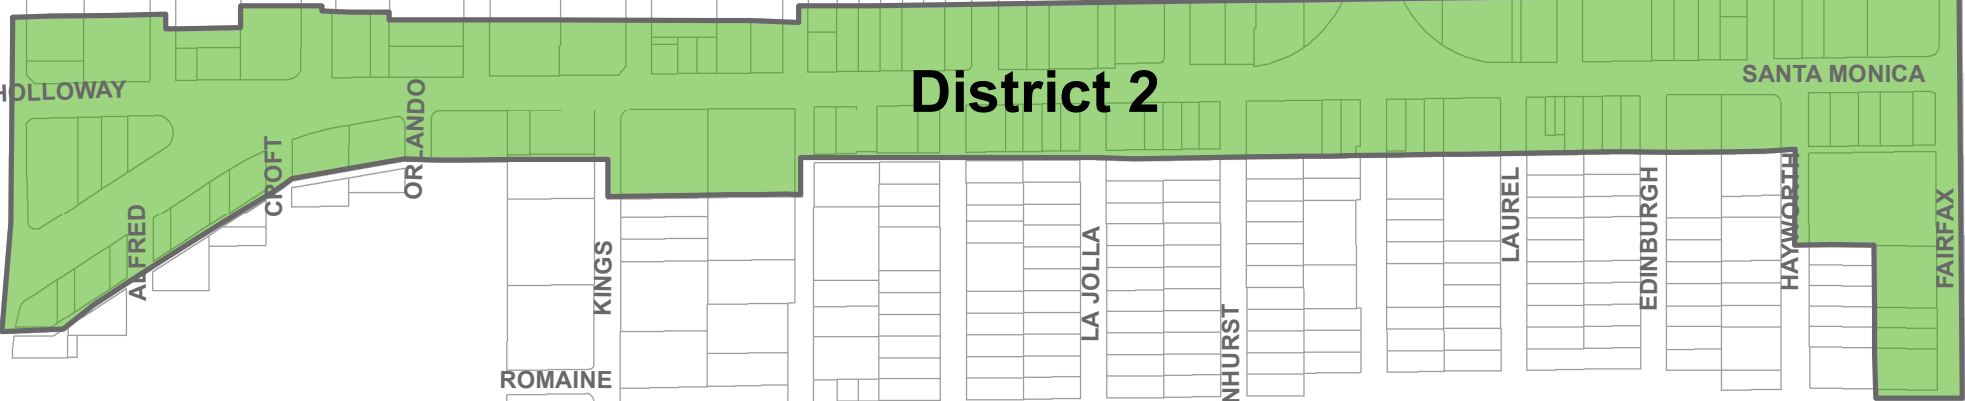 HOLLOWAY
District 2
SANTA MONICA
ORLANDO
CROFT
ALFRED
KINGS
LA JOLLA
LAUREL
EDINBURGH
HAYWORTH
FAIRFAX
NHURST
ROMAINE